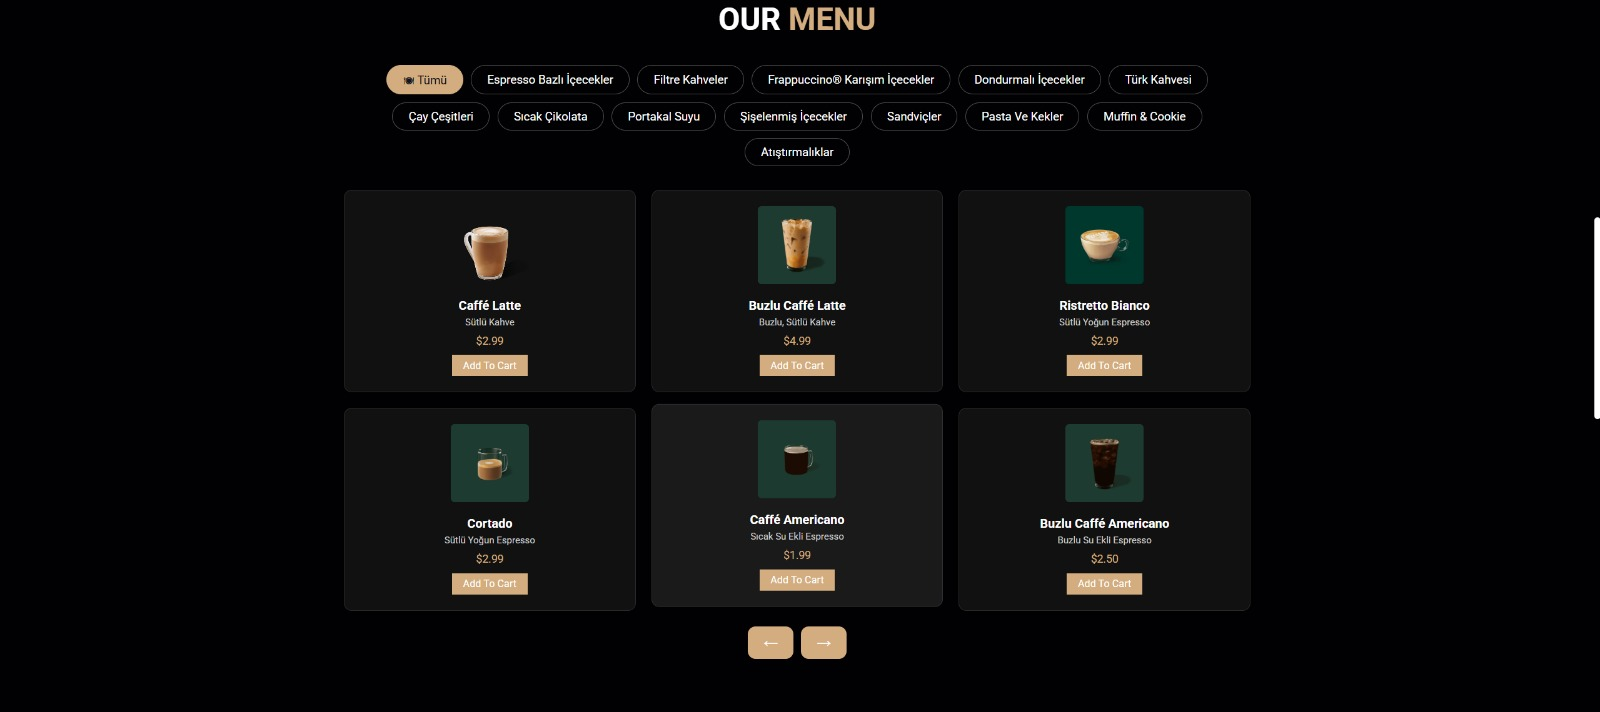 OUR MENU
Tümü
Espresso Bazlı İçecekler
Filtre Kahveler
Frappuccino® Karışım İçecekler
Dondurmalı İçecekler
Türk Kahvesi
Çay Çeşitleri
Sıcak Çikolata
Portakal Suyu
Şişelenmiş İçecekler
Sandviçler
Pasta Ve Kekler
Muffin & Cookie
Atıştırmalıklar
Caffé Latte
Sütlü Kahve
$2.99
Add To Cart
Buzlu Caffé Latte
Buzlu, Sütlü Kahve
$4.99
Add To Cart
Ristretto Bianco
Sütlü Yoğun Espresso
$2.99
Add To Cart
Cortado
Sütlü Yoğun Espresso
$2.99
Add To Cart
Caffé Americano
Sıcak Su Ekli Espresso
$1.99
Add To Cart
Buzlu Caffé Americano
Buzlu Su Ekli Espresso
$2.50
Add To Cart
← →